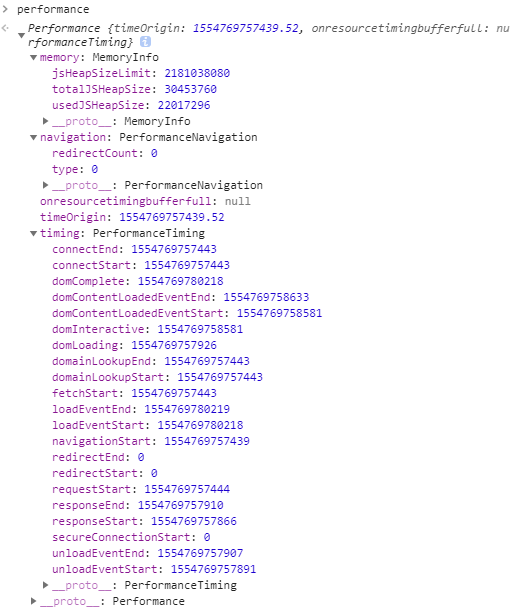 performance
Performance {timeOrigin: 1554769757439.52, onresourcetimingbufferfull: nu
rformanceTiming}
memory: MemoryInfo
jsHeapSizeLimit: 2181038080
totalJSHeapSize: 30453760
usedJSHeapSize: 22017296
__proto__: MemoryInfo
navigation: PerformanceNavigation
redirectCount: 0
type: 0
__proto__: PerformanceNavigation
onresourcetimingbufferfull: null
timeOrigin: 1554769757439.52
timing: PerformanceTiming
connectEnd: 1554769757443
connectStart: 1554769757443
domComplete: 1554769780218
domContentLoadedEventEnd: 1554769758633
domContentLoadedEventStart: 1554769758581
domInteractive: 1554769758581
domLoading: 1554769757926
domainLookupEnd: 1554769757443
domainLookupStart: 1554769757443
fetchStart: 1554769757443
loadEventEnd: 1554769780219
loadEventStart: 1554769780218
navigationStart: 1554769757439
redirectEnd: 0
redirectStart: 0
requestStart: 1554769757444
responseEnd: 1554769757910
responseStart: 1554769757866
secureConnectionStart: 0
unloadEventEnd: 1554769757907
unloadEventStart: 1554769757891
__proto__: PerformanceTiming
__proto__: Performance